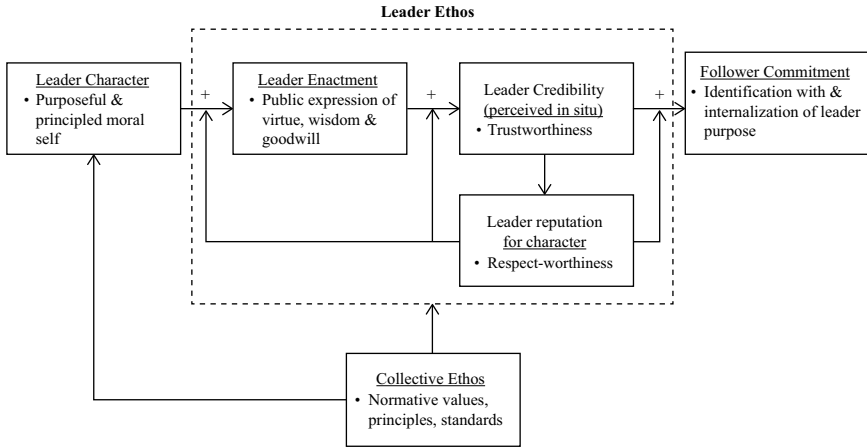 Leader Ethos
Leader Character
• Purposeful &
principled moral
self
+
Leader Enactment
• Public expression of
virtue, wisdom &
goodwill
+
Leader Credibility
(perceived in situ)
• Trustworthiness
+
Follower Commitment
• Identification with &
internalization of leader
purpose
Leader reputation
for character
• Respect-worthiness
Collective Ethos
• Normative values,
principles, standards